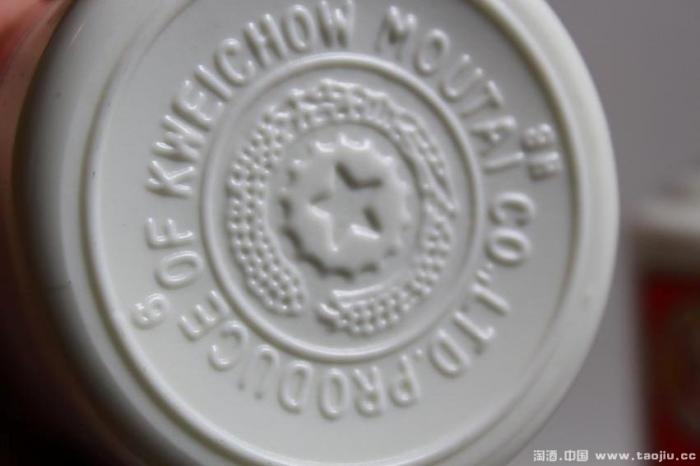 PRODUCE OF KWEICHOW MOUTAI CO.,LTD.
淘酒.中国 www.taojiu.cc